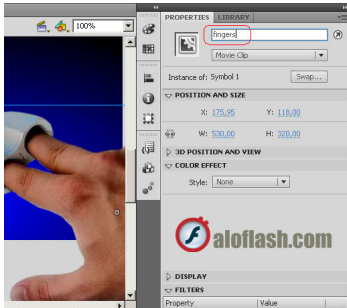 100%
PROPERTIES
LIBRARY
fingers
Movie Clip
Instance of: Symbol 1
Swap...
POSITION AND SIZE
X: 175,95 Y: 118,00
W: 530,00 H: 320,00
3D POSITION AND VIEW
COLOR EFFECT
Style: None
aloflash.com
DISPLAY
FILTERS
Property Value